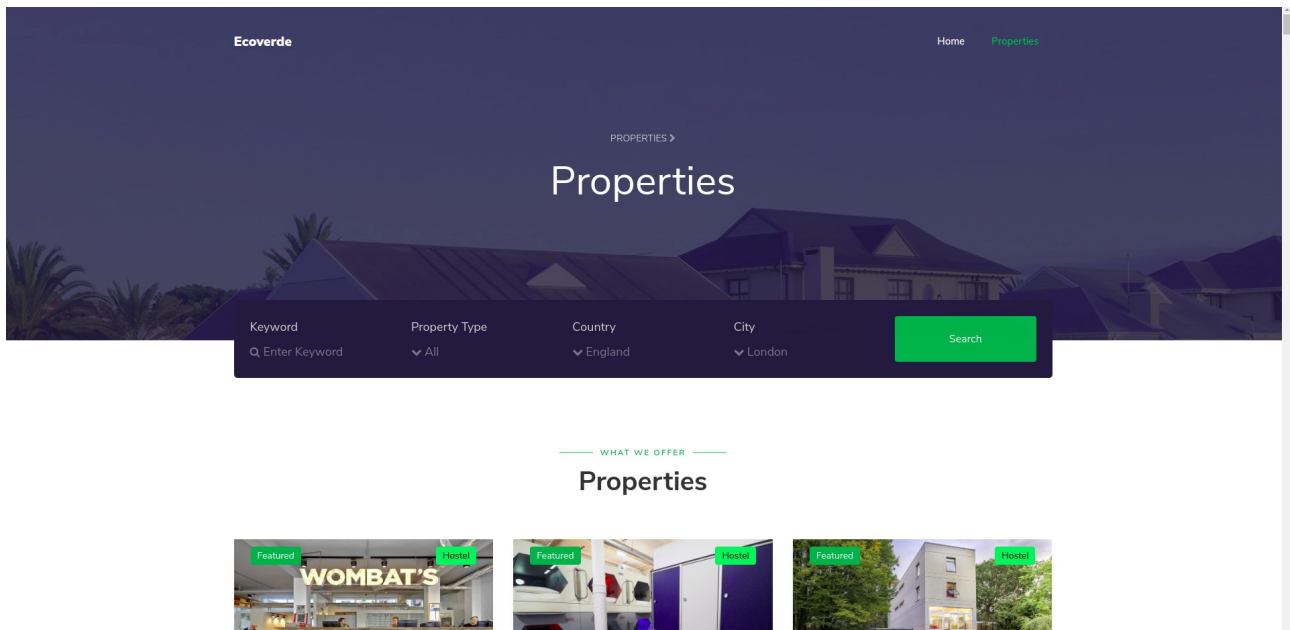 Ecoverde
Home
Properties
PROPERTIES
Properties
Keyword
Property Type
Country
City
Search
Enter Keyword
All
England
London
WHAT WE OFFER
Properties
Featured
Hostel
WOMBAT'S
Featured
Hostel
Featured
Hostel